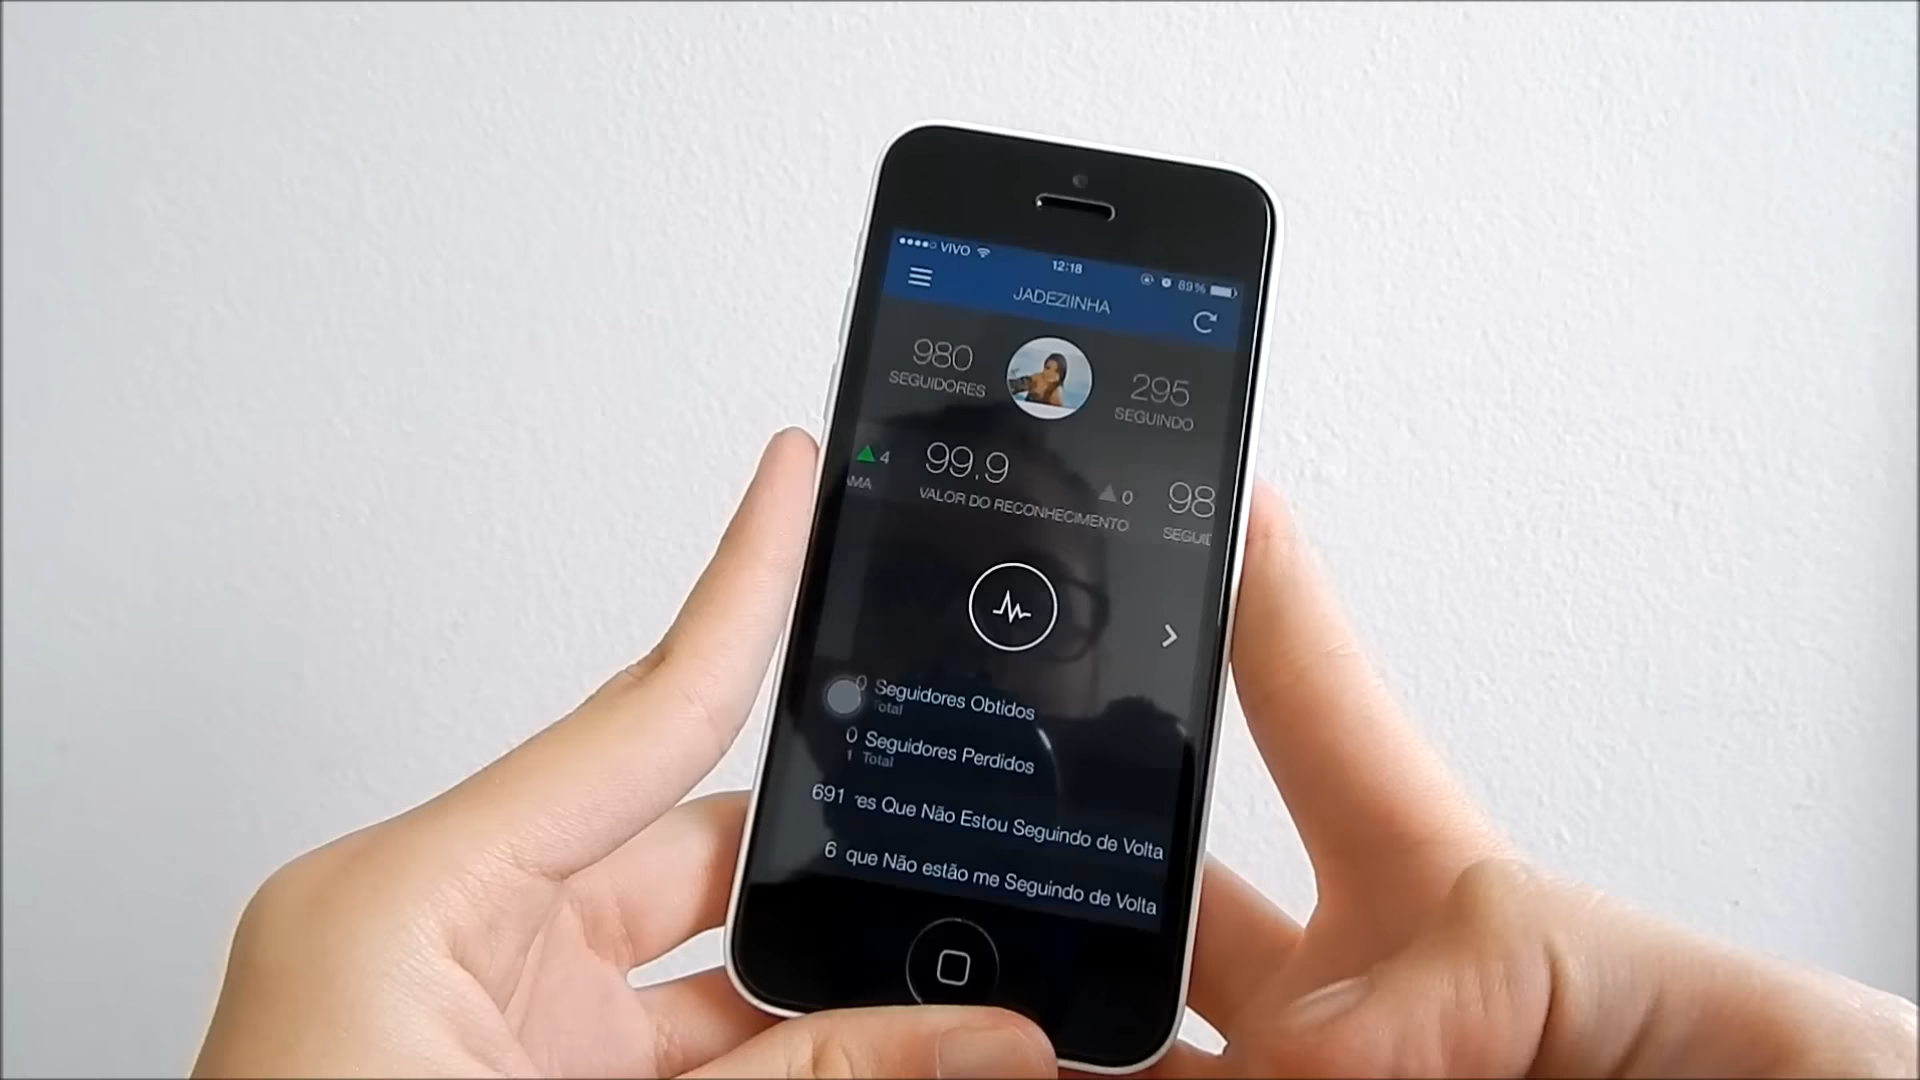 VIVO 12:18 89%
JADEZIINHA
980
SEGUIDORES
295
SEGUINDO
4
99.9
VALOR DO RECONHECIMENTO
0
98
0 Seguidores Obtidos
Total
0 Seguidores Perdidos
1 Total
691 es Que Não Estou Seguindo de Volta
6 que Não estão me Seguindo de Volta